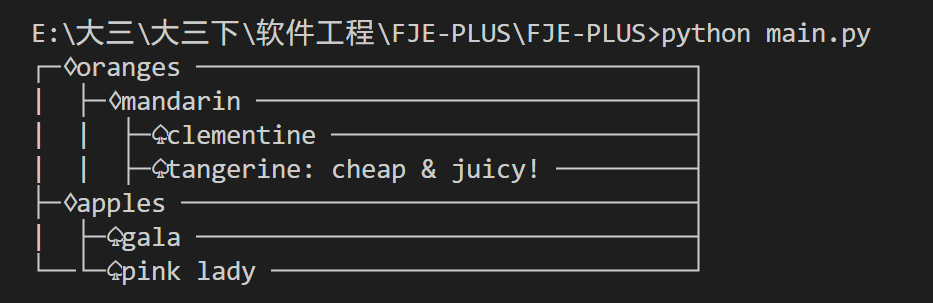 E:\大三\大三下\软件工程\FJE-PLUS\FJE-PLUS>python main.py
┌─◊oranges ─────────────────────────────────┐
│  ├─◊mandarin ─────────────────────────────┤
│  │  ├─♤clementine ────────────────────────┤
│  │  ├─♤tangerine: cheap & juicy! ─────────┤
├─◊apples ──────────────────────────────────┤
│  ├─♤gala ─────────────────────────────────┤
└──└─♤pink lady ────────────────────────────┘